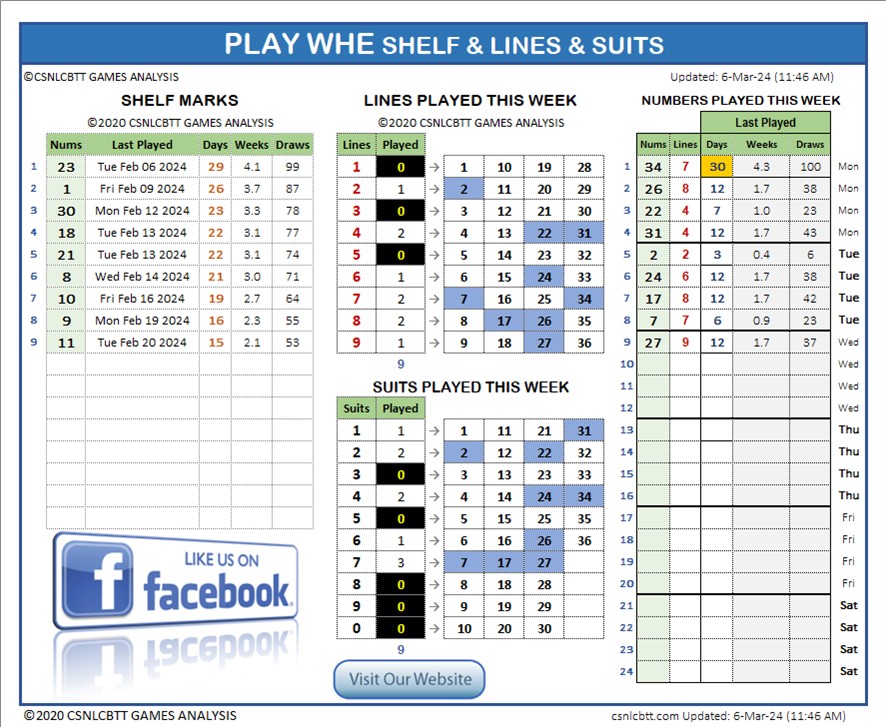 PLAY WHE SHELF & LINES & SUITS
©CSNLCBTT GAMES ANALYSIS
Updated: 6-Mar-24 (11:46 AM)
SHELF MARKS
©2020 CSNLCBTT GAMES ANALYSIS
Nums Last Played Days Weeks Draws
1 23 Tue Feb 06 2024 29 4.1 99
2 1 Fri Feb 09 2024 26 3.7 87
3 30 Mon Feb 12 2024 23 3.3 78
4 18 Tue Feb 13 2024 22 3.1 77
5 21 Tue Feb 13 2024 22 3.1 74
6 8 Wed Feb 14 2024 21 3.0 71
7 10 Fri Feb 16 2024 19 2.7 64
8 9 Mon Feb 19 2024 16 2.3 55
9 11 Tue Feb 20 2024 15 2.1 53
LIKE US ON
facebook
LINES PLAYED THIS WEEK
©2020 CSNLCBTT GAMES ANALYSIS
Lines Played
1 0 → 1 10 19 28
2 1 → 2 11 20 29
3 0 → 3 12 21 30
4 2 → 4 13 22 31
5 0 → 5 14 23 32
6 1 → 6 15 24 33
7 2 → 7 16 25 34
8 2 → 8 17 26 35
9 1 → 9 18 27 36
9
SUITS PLAYED THIS WEEK
Suits Played
1 1 → 1 11 21 31
2 2 → 2 12 22 32
3 0 → 3 13 23 33
4 2 → 4 14 24 34
5 0 → 5 15 25 35
6 1 → 6 16 26 36
7 3 → 7 17 27
8 0 → 8 18 28
9 0 → 9 19 29
0 0 → 10 20 30
9
Visit Our Website
NUMBERS PLAYED THIS WEEK
Last Played
Nums Lines Days Weeks Draws
1 34 7 30 4.3 100 Mon
2 26 8 12 1.7 38 Mon
3 22 4 7 1.0 23 Mon
4 31 4 12 1.7 43 Mon
5 2 2 3 0.4 6 Tue
6 24 6 12 1.7 38 Tue
7 17 8 12 1.7 42 Tue
8 7 7 6 0.9 23 Tue
9 27 9 12 1.7 37 Wed
10 Wed
11 Wed
12 Wed
13 Thu
14 Thu
15 Thu
16 Thu
17 Fri
18 Fri
19 Fri
20 Fri
21 Sat
22 Sat
23 Sat
24 Sat
©2020 CSNLCBTT GAMES ANALYSIS
csnlcbtt.com Updated: 6-Mar-24 (11:46 AM)